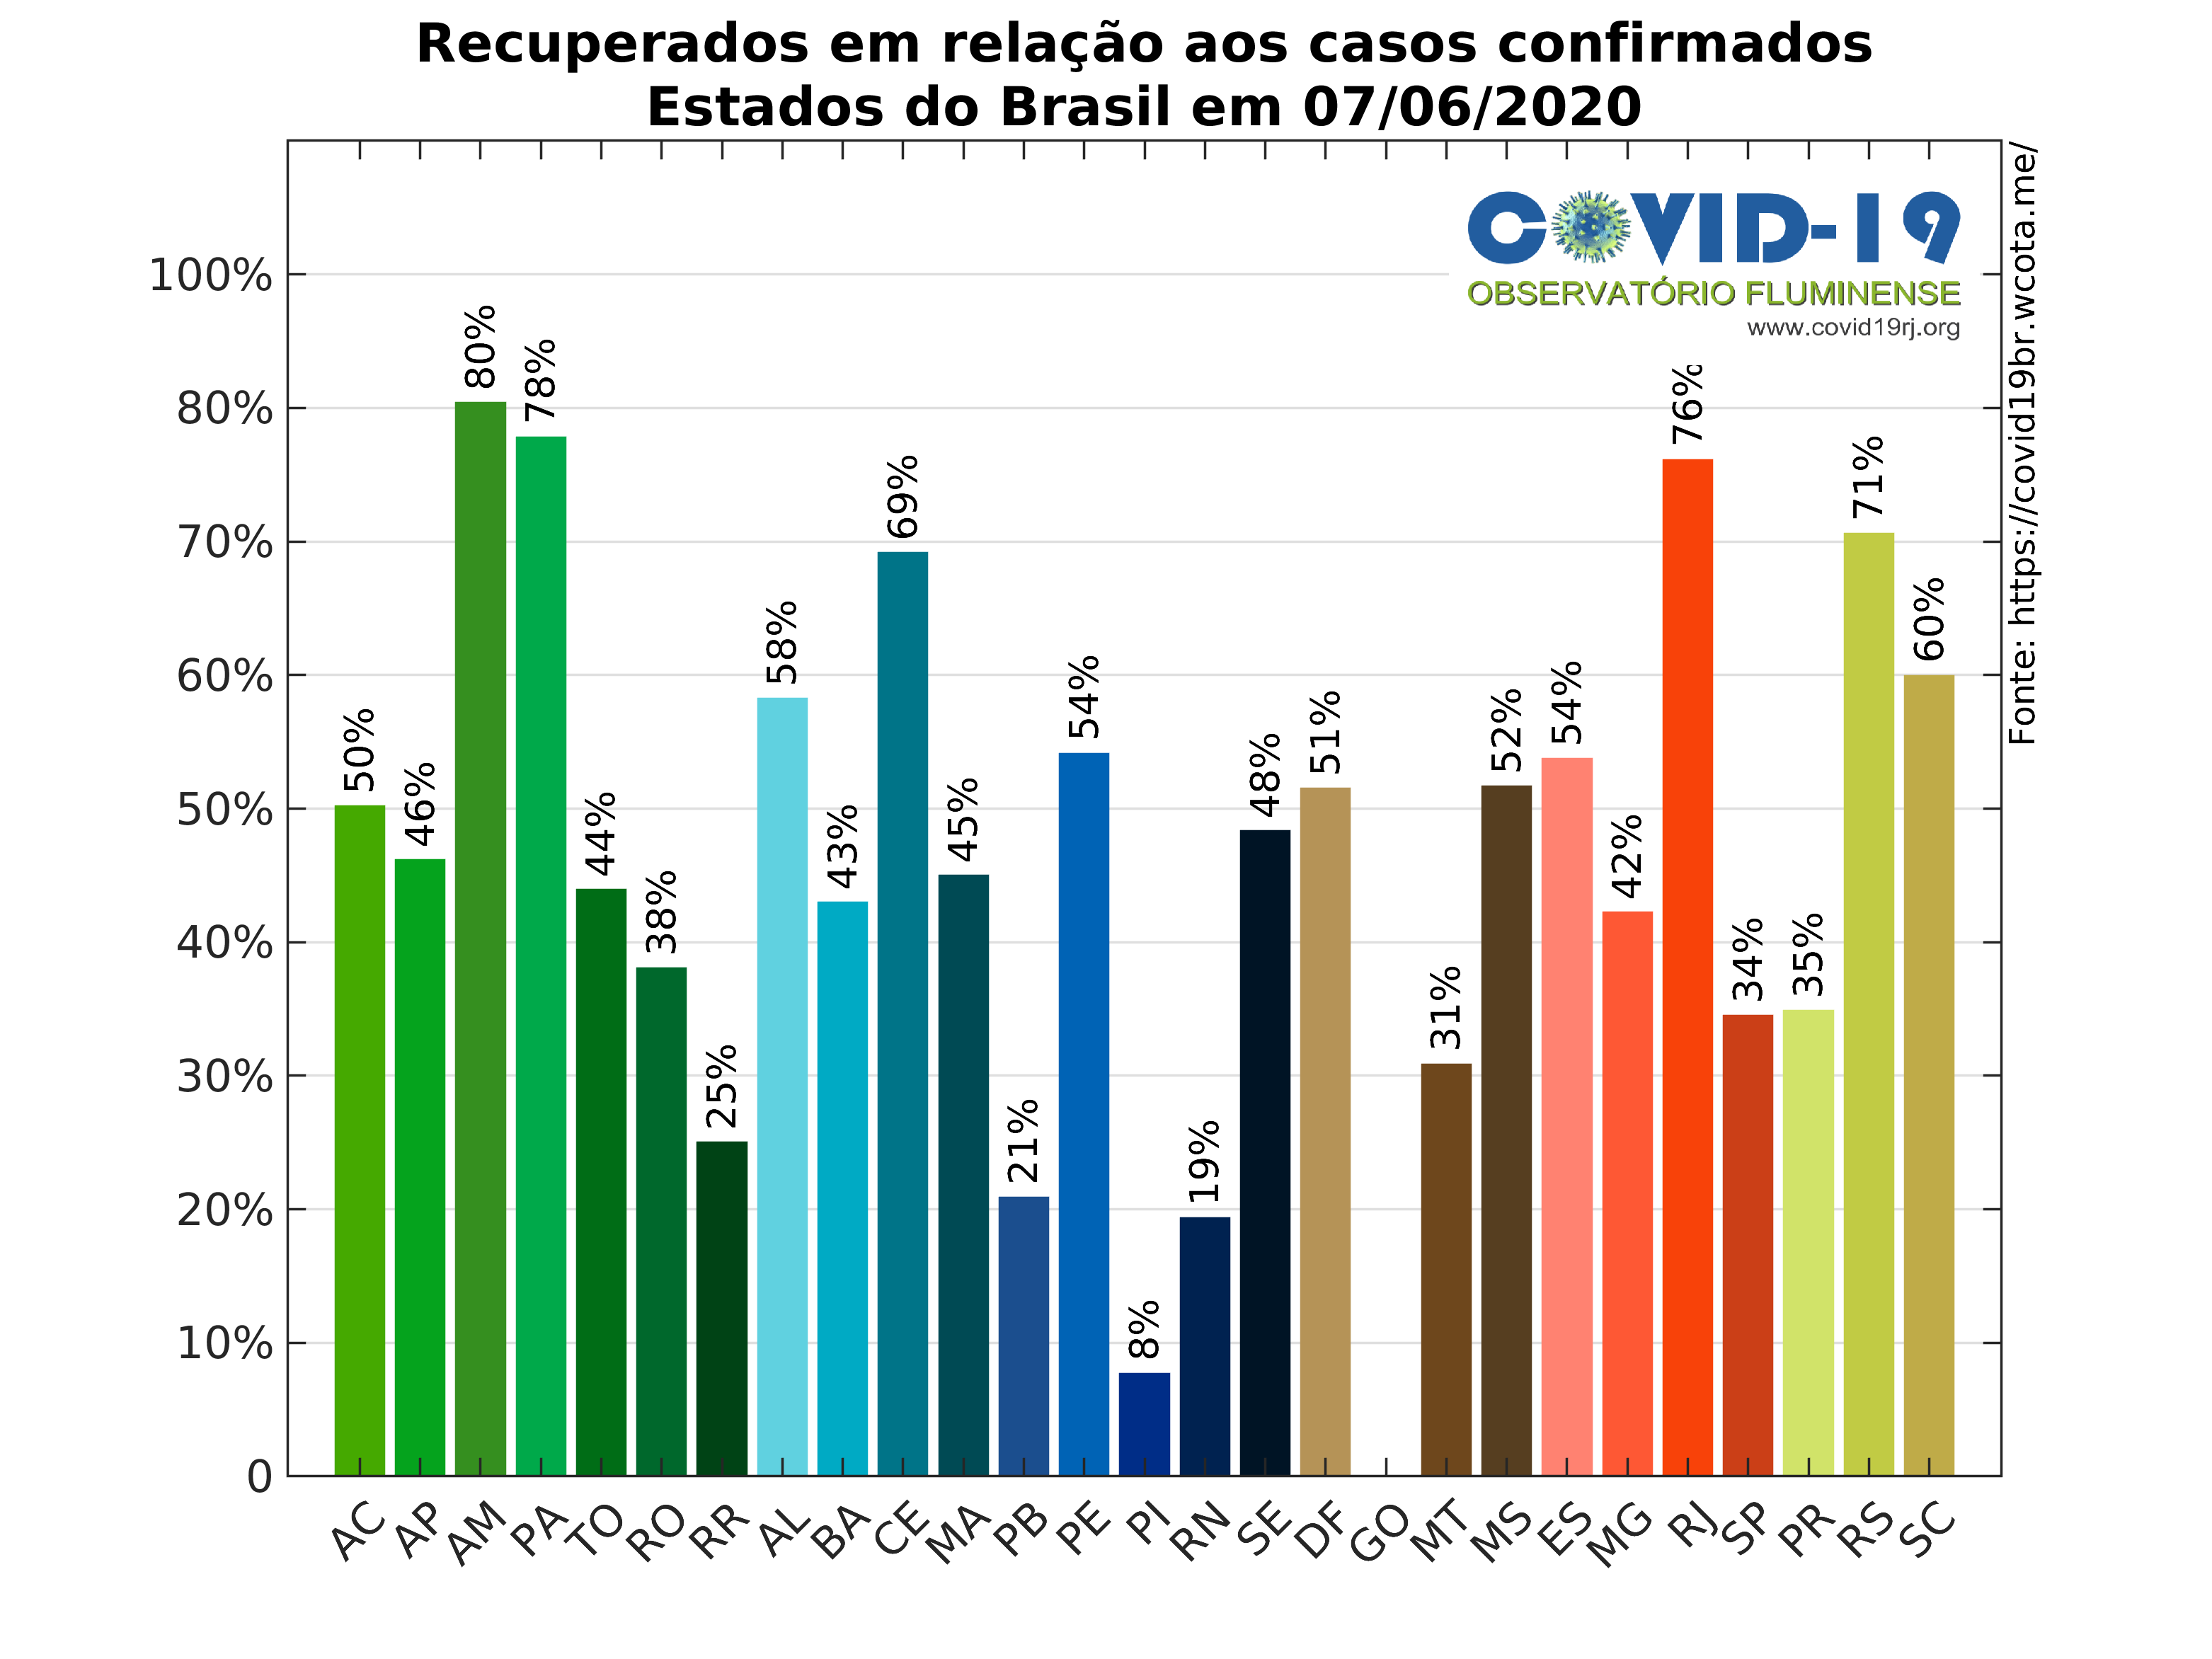 Recuperados em relação aos casos confirmados
Estados do Brasil em 07/06/2020
COVID-19
OBSERVATÓRIO FLUMINENSE
www.covid19rj.org
Fonte: https://covid19br.wcota.me/
100%
80%
70%
60%
50%
40%
30%
20%
10%
0
50%
46%
80%
78%
44%
38%
25%
58%
43%
69%
45%
21%
54%
8%
19%
48%
51%
31%
52%
54%
42%
76%
34%
35%
71%
60%
AC
AP
AM
PA
TO
RO
RR
AL
BA
CE
MA
PB
PE
PI
RN
SE
DF
GO
MT
MS
ES
MG
RJ
SP
PR
RS
SC